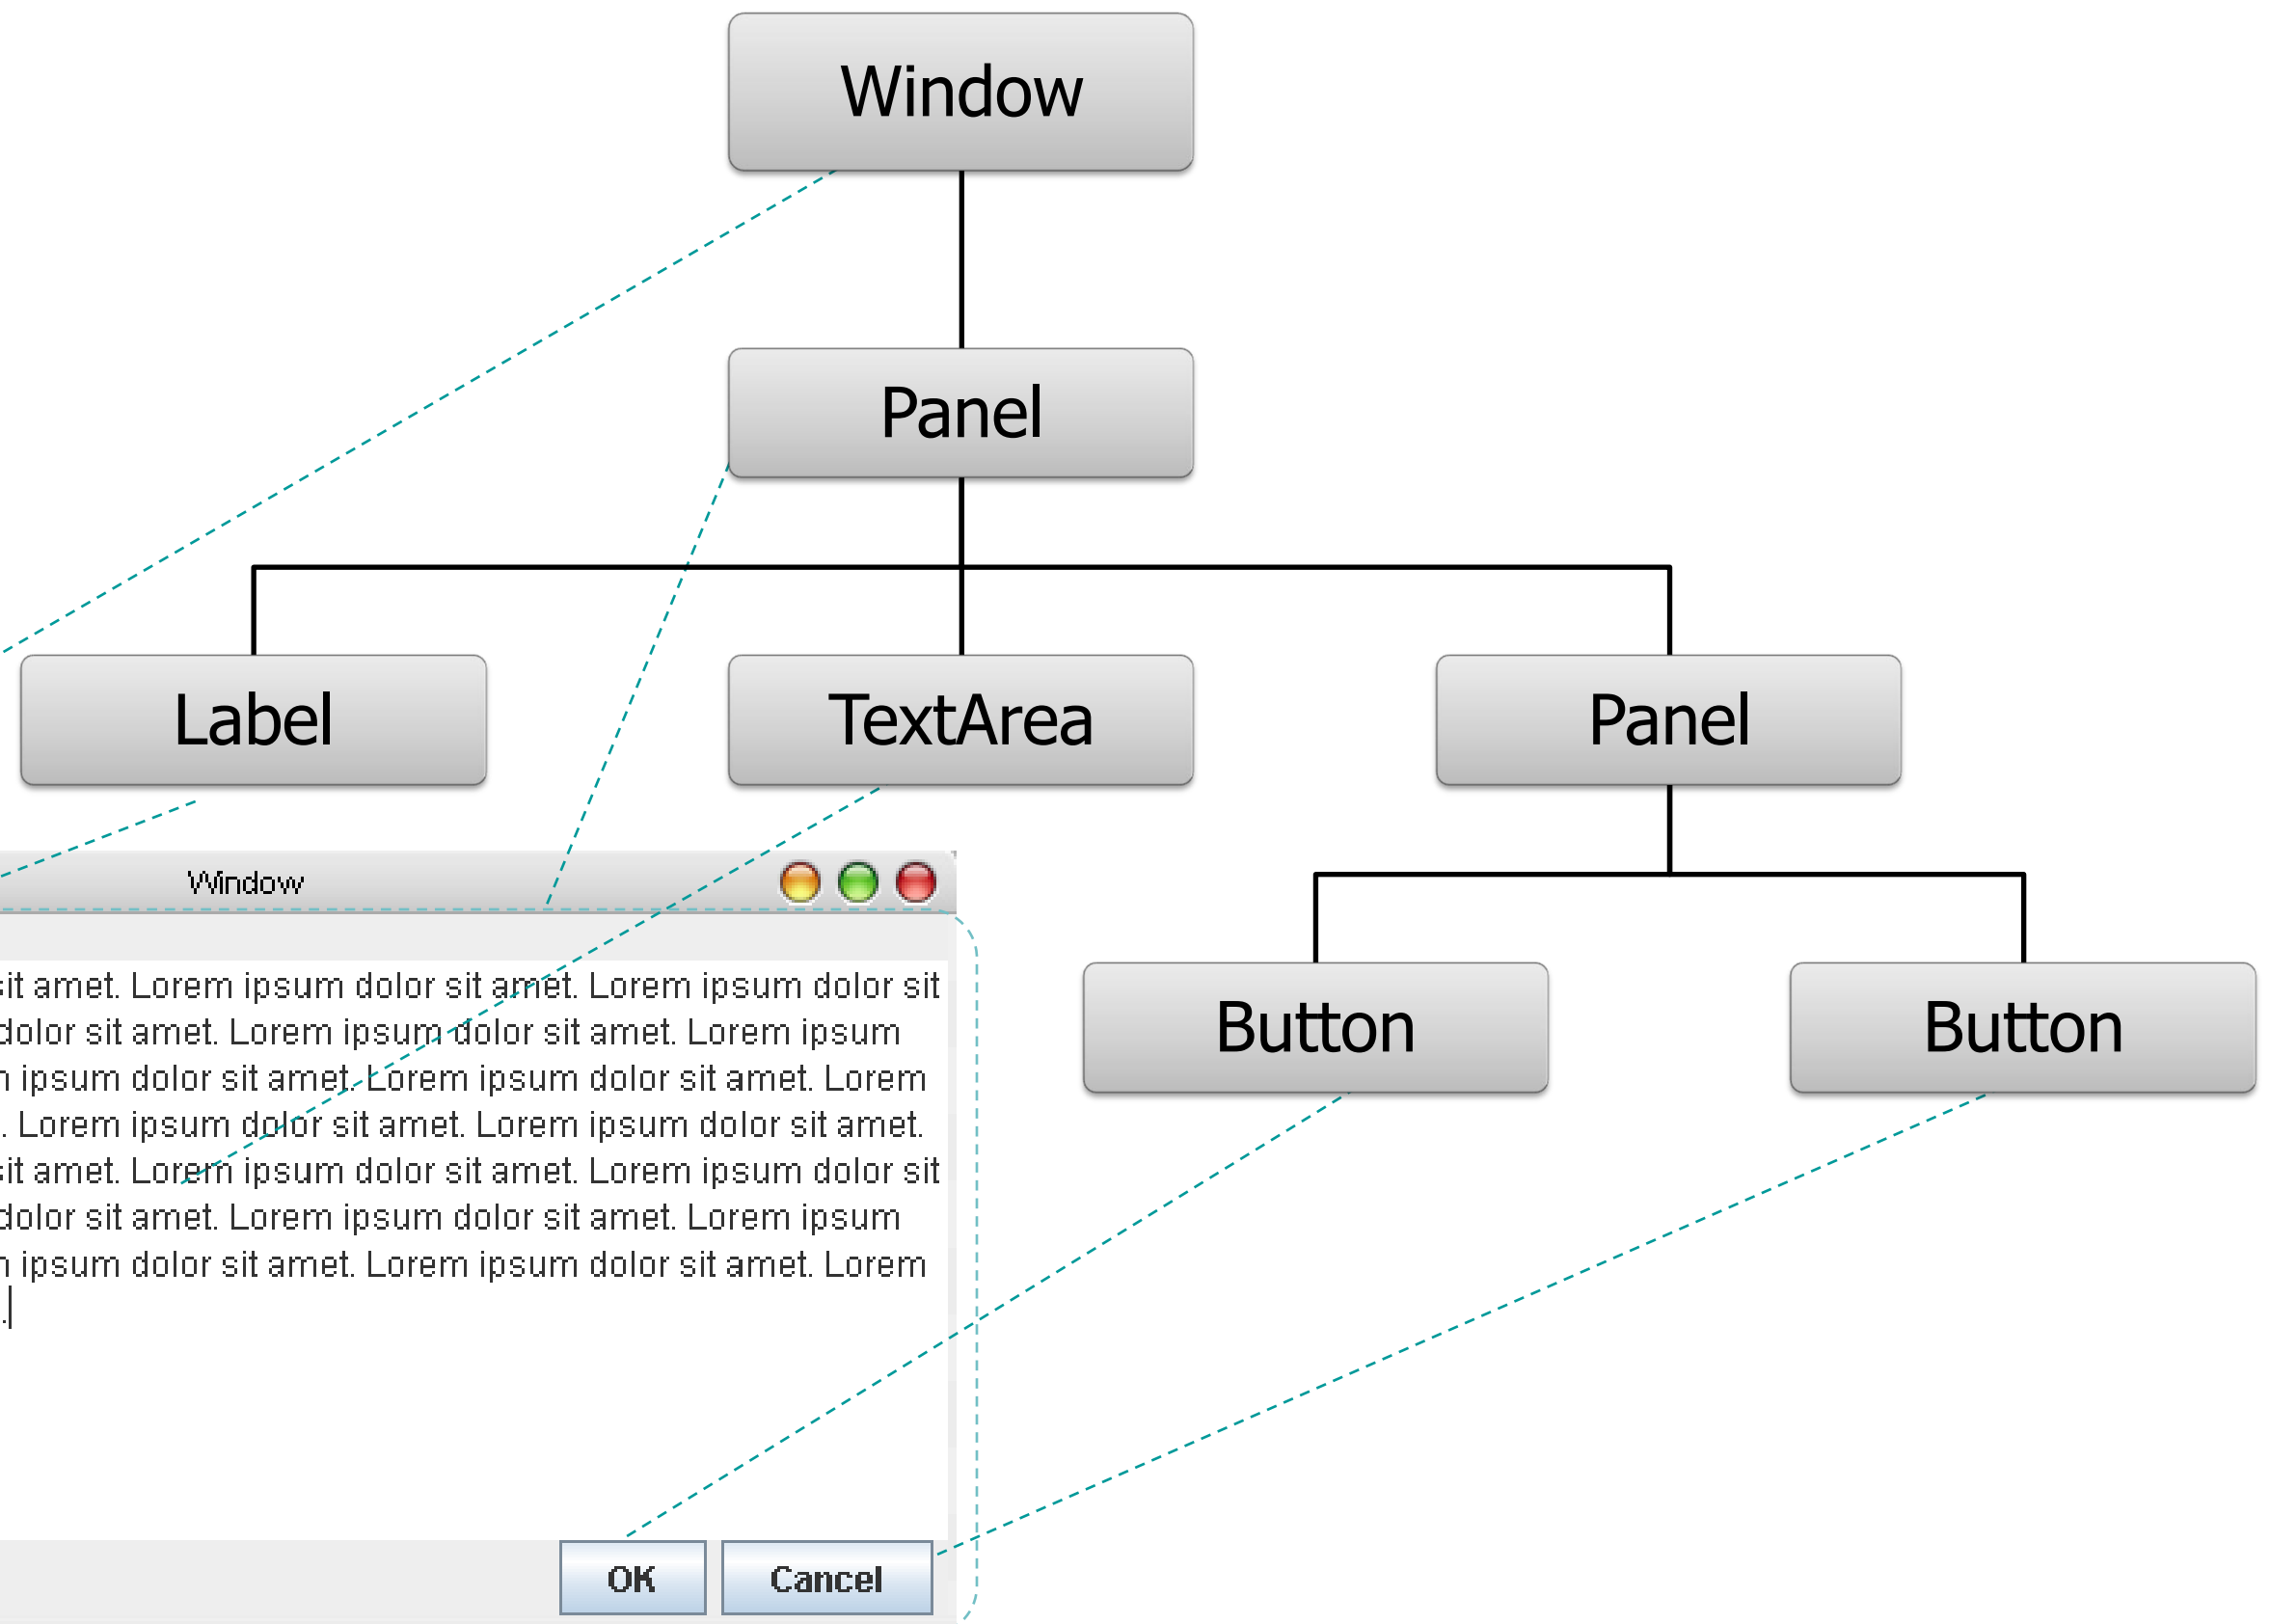 Window
Panel
Label
TextArea
Panel
Window
Button
Button
sit amet. Lorem ipsum dolor sit amet. Lorem ipsum dolor sit
dolor sit amet. Lorem ipsum dolor sit amet. Lorem ipsum
ipsum dolor sit amet. Lorem ipsum dolor sit amet. Lorem
. Lorem ipsum dolor sit amet. Lorem ipsum dolor sit amet.
sit amet. Lorem ipsum dolor sit amet. Lorem ipsum dolor sit
dolor sit amet. Lorem ipsum dolor sit amet. Lorem ipsum
ipsum dolor sit amet. Lorem ipsum dolor sit amet. Lorem
.
OK
Cancel